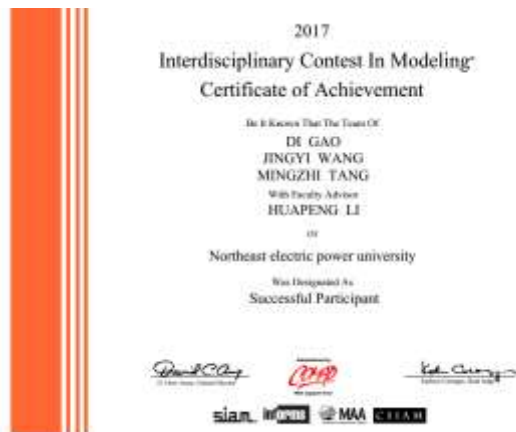 2017
Interdisciplinary Contest In Modeling
Certificate of Achievement
Be It Known That The Team Of
DI GAO
JINGYI WANG
MINGZHI TANG
With Faculty Advisor
HUAPENG LI
Of
Northeast electric power university
Was Designated As
Successful Participant
COMAP
siam informs MAA